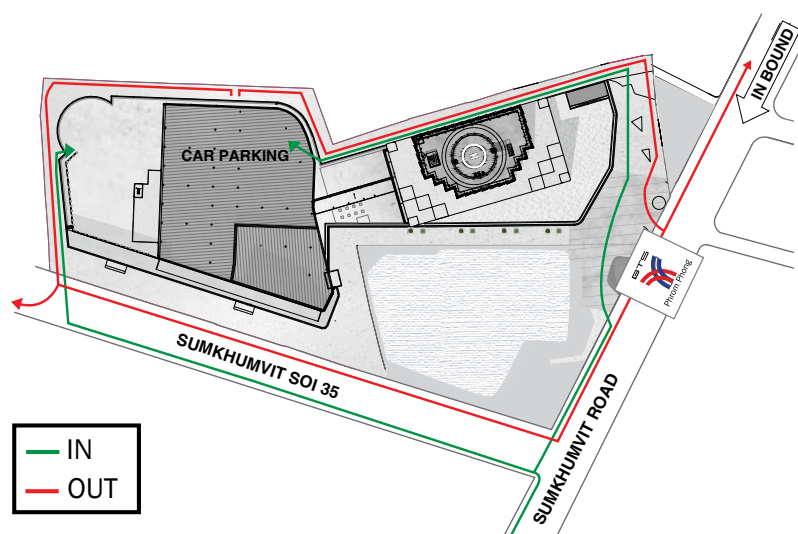 IN BOUND
CAR PARKING
BTS
Phrom Phong
SUMKHUMVIT SOI 35
SUMKHUMVIT ROAD
IN
OUT